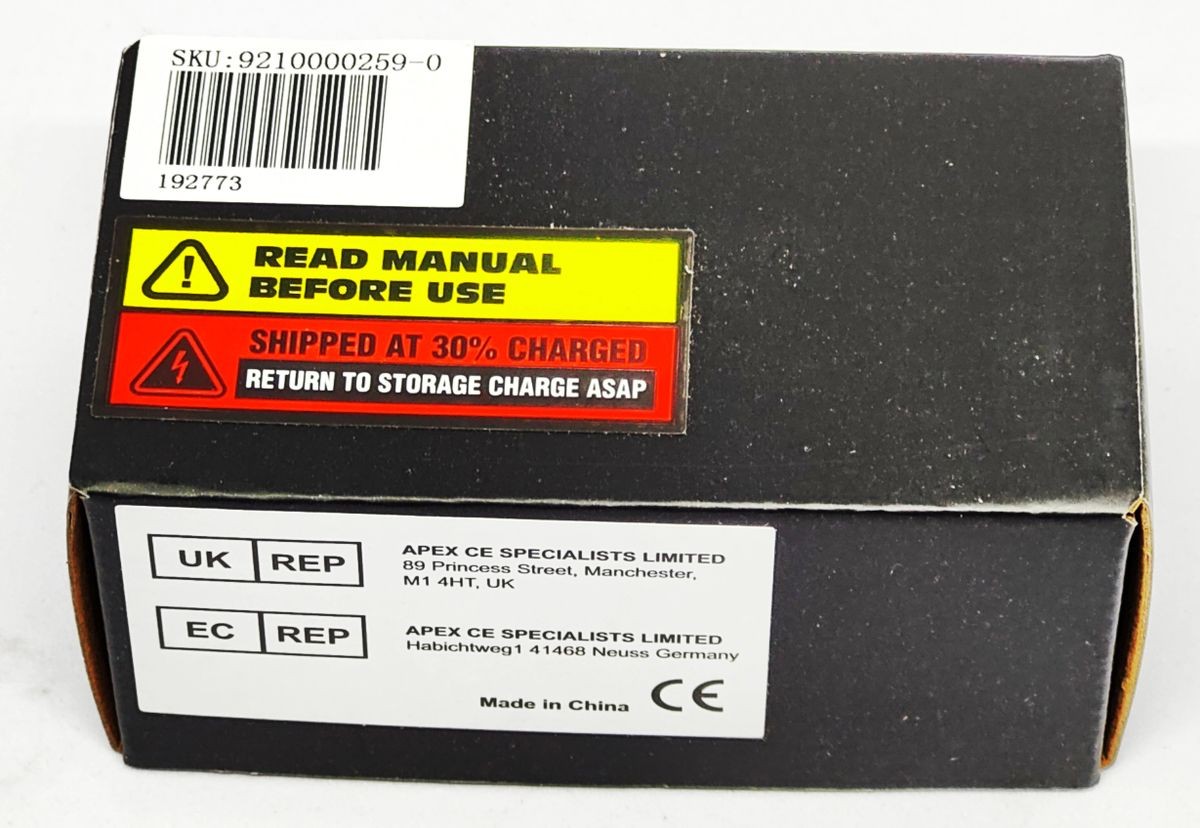 SKU:9210000259-0
192773
READ MANUAL
BEFORE USE
SHIPPED AT 30% CHARGED
RETURN TO STORAGE CHARGE ASAP
UK REP
APEX CE SPECIALISTS LIMITED
89 Princess Street, Manchester,
M1 4HT, UK
EC REP
APEX CE SPECIALISTS LIMITED
Habichtweg1 41468 Neuss Germany
Made in China CE